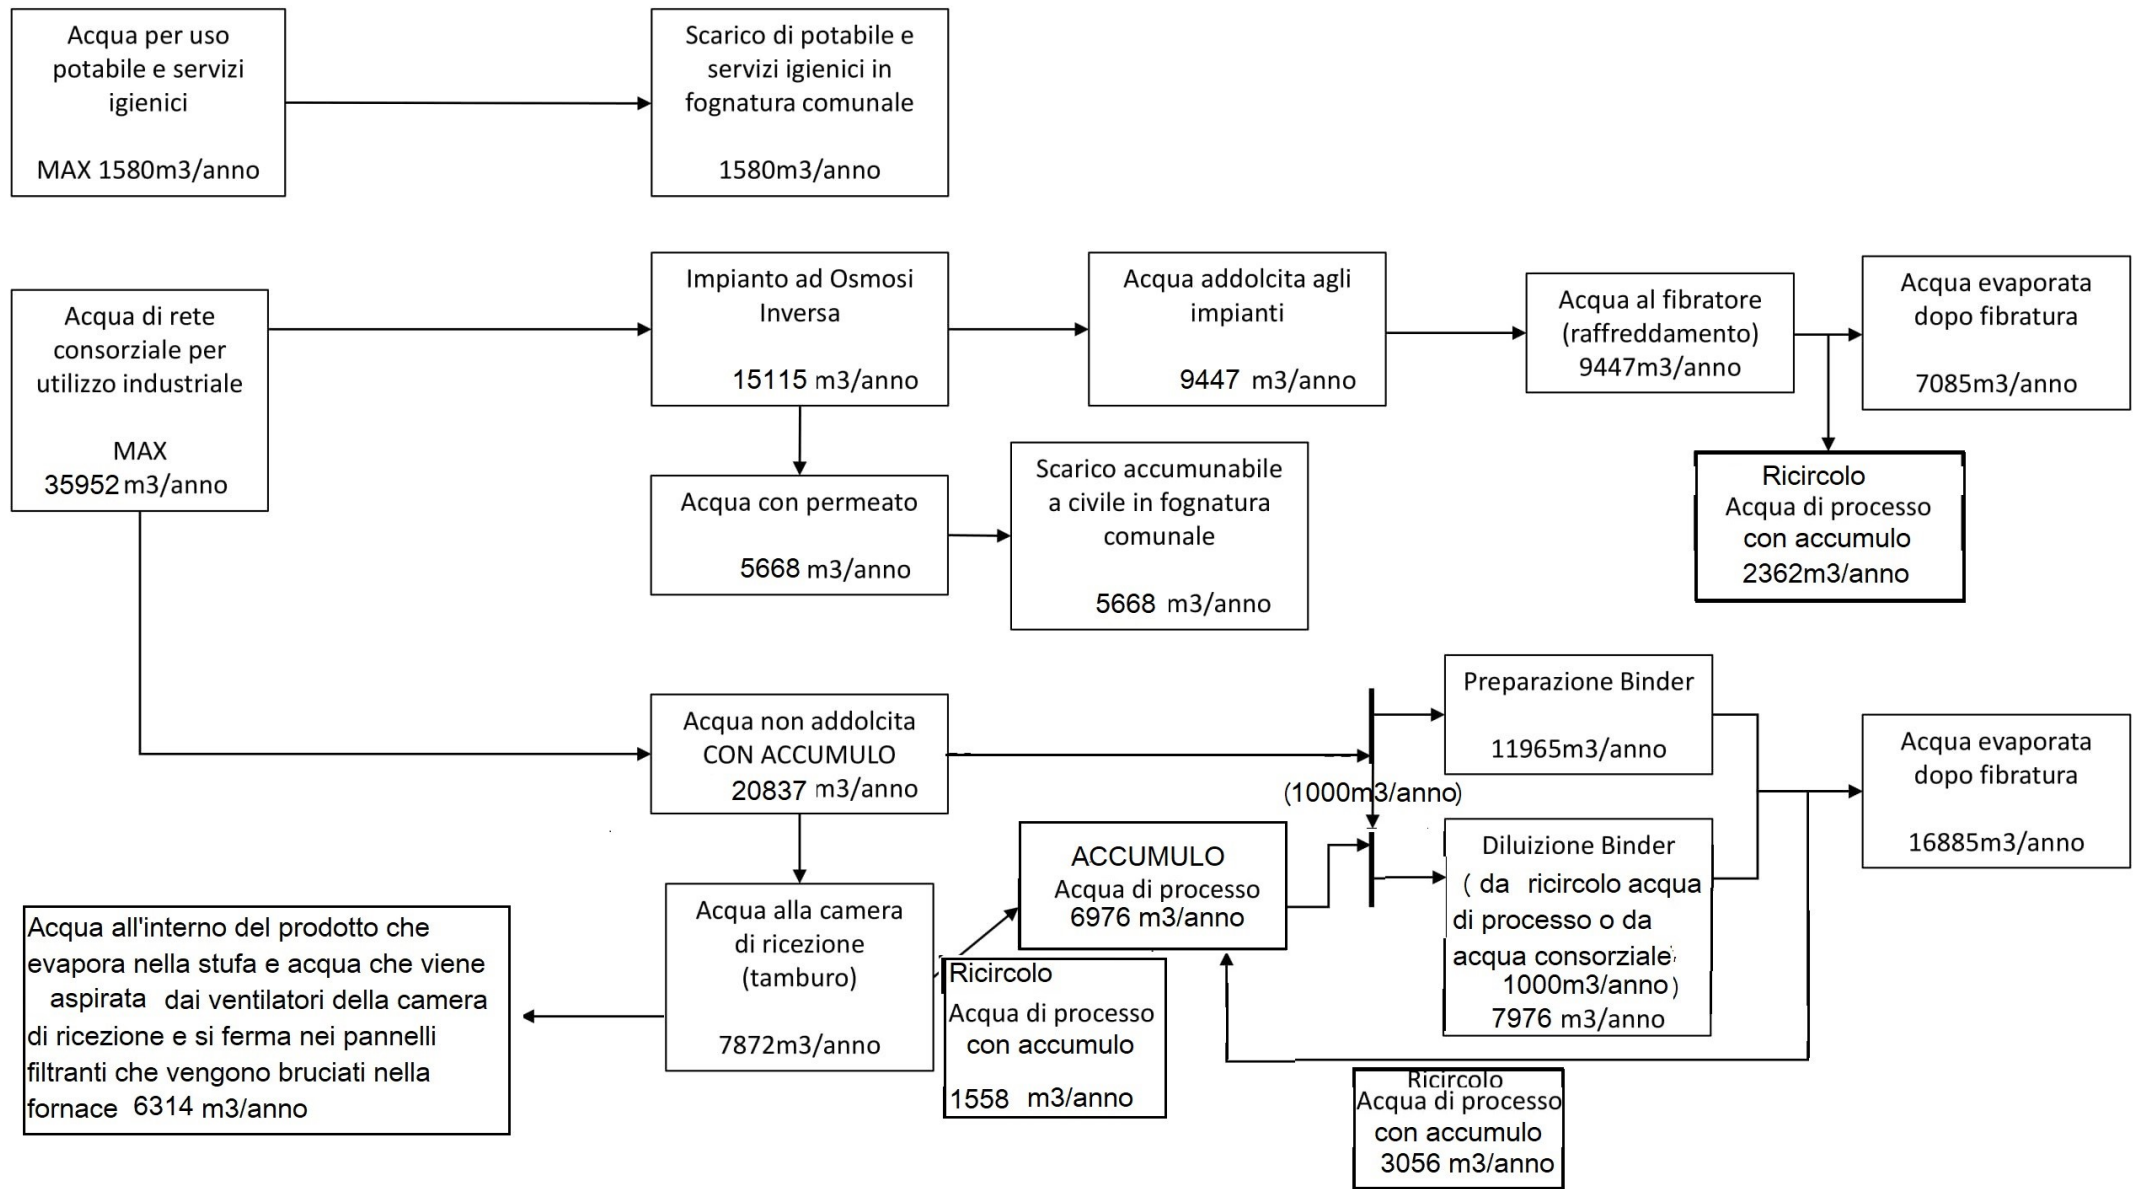 Acqua per uso
potabile e servizi
igienici
MAX 1580m3/anno
Scarico di potabile e
servizi igienici in
fognatura comunale
1580m3/anno
Acqua di rete
consorziale per
utilizzo industriale
MAX
35952 m3/anno
Impianto ad Osmosi
Inversa
15115 m3/anno
Acqua addolcita agli
impianti
9447 m3/anno
Acqua al fibratore
(raffreddamento)
9447m3/anno
Acqua evaporata
dopo fibratura
7085m3/anno
Ricircolo
Acqua di processo
con accumulo
2362m3/anno
Acqua con permeato
5668 m3/anno
Scarico accumunabile
a civile in fognatura
comunale
5668 m3/anno
Acqua non addolcita
CON ACCUMULO
20837 m3/anno
(1000m3/anno)
Preparazione Binder
11965m3/anno
Acqua evaporata
dopo fibratura
16885m3/anno
ACCUMULO
Acqua di processo
6976 m3/anno
Diluizione Binder
( da ricircolo acqua
di processo o da
acqua consorziale;
1000m3/anno)
7976 m3/anno
Acqua alla camera
di ricezione
(tamburo)
7872m3/anno
Acqua all'interno del prodotto che
evapora nella stufa e acqua che viene
aspirata dai ventilatori della camera
di ricezione e si ferma nei pannelli
filtranti che vengono bruciati nella
fornace 6314 m3/anno
Ricircolo
Acqua di processo
con accumulo
1558 m3/anno
Ricircolo
Acqua di processo
con accumulo
3056 m3/anno